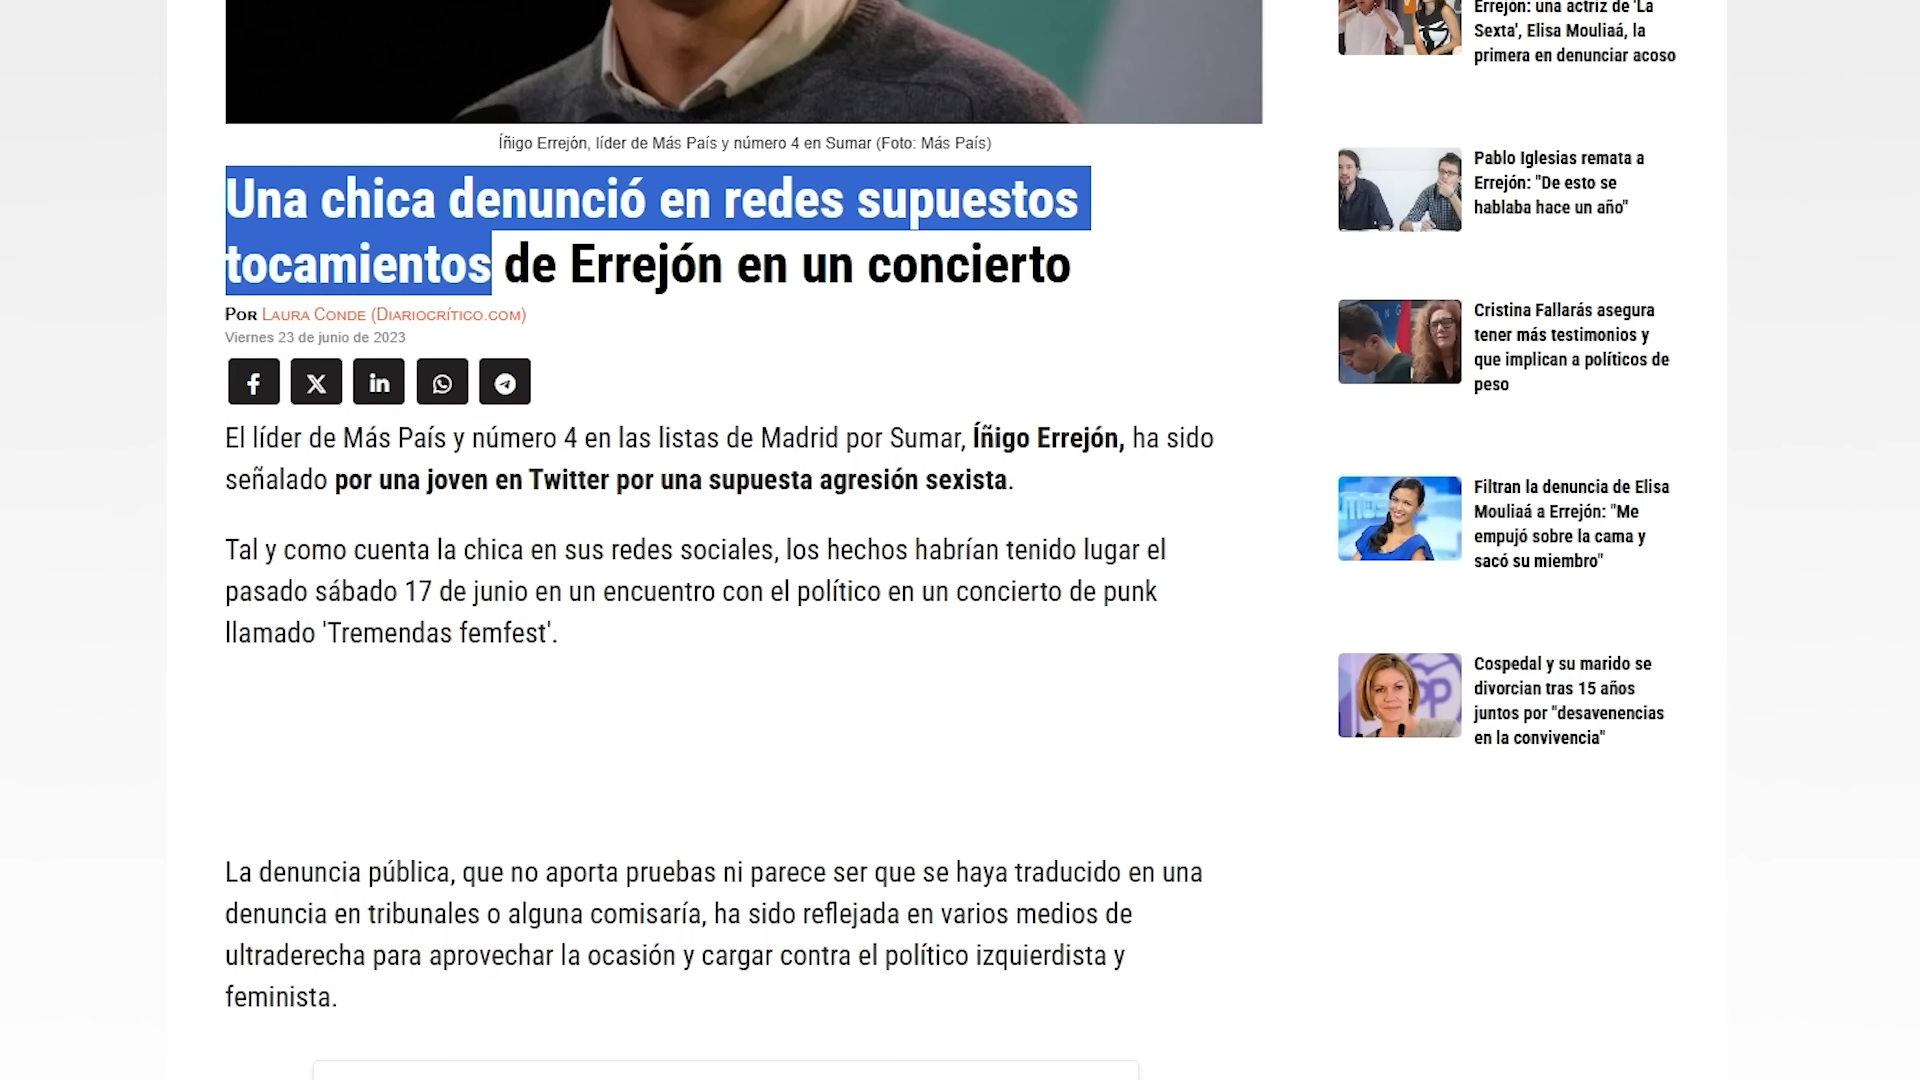 Íñigo Errejón, líder de Más País y número 4 en Sumar (Foto: Más País)
Una chica denunció en redes supuestos
tocamientos de Errejón en un concierto
Por Laura Conde (Diariocrítico.com)
Viernes 23 de junio de 2023
El líder de Más País y número 4 en las listas de Madrid por Sumar, Íñigo Errejón, ha sido
señalado por una joven en Twitter por una supuesta agresión sexista.
Tal y como cuenta la chica en sus redes sociales, los hechos habrían tenido lugar el
pasado sábado 17 de junio en un encuentro con el político en un concierto de punk
llamado 'Tremendas femfest'.
La denuncia pública, que no aporta pruebas ni parece ser que se haya traducido en una
denuncia en tribunales o alguna comisaría, ha sido reflejada en varios medios de
ultraderecha para aprovechar la ocasión y cargar contra el político izquierdista y
feminista.
Errejón: una actriz de 'La
Sexta', Elisa Mouliaá, la
primera en denunciar acoso
Pablo Iglesias remata a
Errejón: "De esto se
hablaba hace un año"
Cristina Fallarás asegura
tener más testimonios y
que implican a políticos de
peso
Filtran la denuncia de Elisa
Mouliaá a Errejón: "Me
empujó sobre la cama y
sacó su miembro"
Cospedal y su marido se
divorcian tras 15 años
juntos por "desavenencias
en la convivencia"